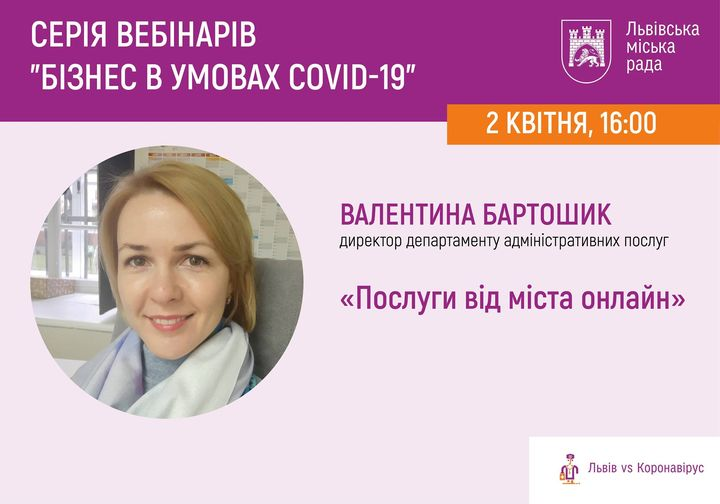 СЕРІЯ ВЕБІНАРІВ
"БІЗНЕС В УМОВАХ COVID-19"
Львівська
міська
рада
2 КВІТНЯ, 16:00
ВАЛЕНТИНА БАРТОШИК
директор департаменту адміністративних послуг
«Послуги від міста онлайн»
Львів vs Коронавірус